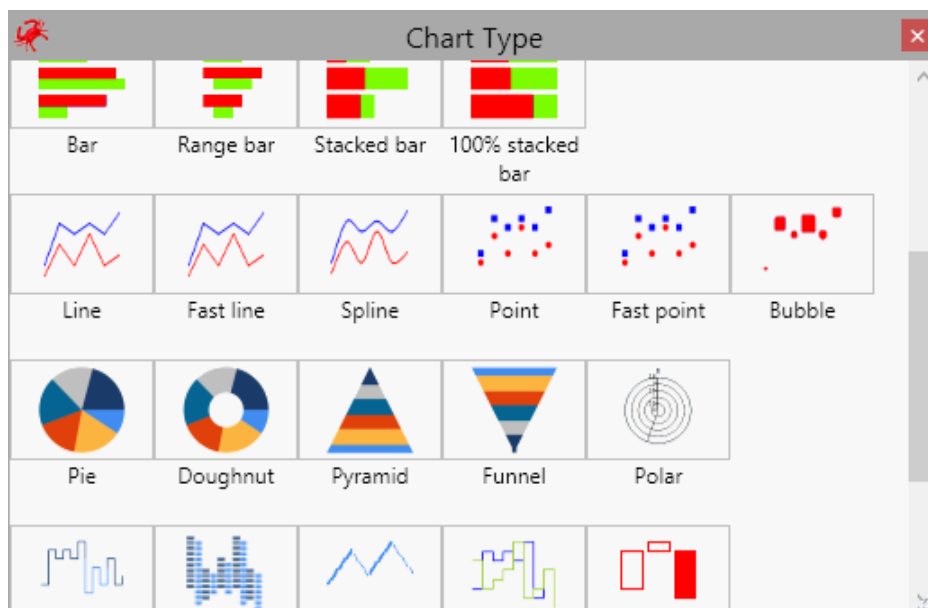 Chart Type
Bar
Range bar
Stacked bar
100% stacked
bar
Line
Fast line
Spline
Point
Fast point
Bubble
Pie
Doughnut
Pyramid
Funnel
Polar